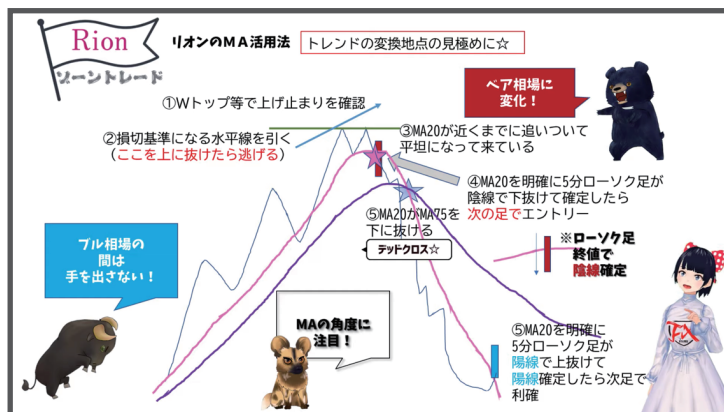 Rion
ゾーントレード
リオンのMA活用法
トレンドの変換地点の見極めに☆
ベア相場に
変化！
①Wトップ等で上げ止まりを確認
②損切基準になる水平線を引く
（ここを上に抜けたら逃げる）
③MA20が近くまでに追いついて
平坦になって来ている
④MA20を明確に5分ローソク足が
陰線で下抜けて確定したら
次の足でエントリー
⑤MA20がMA75を
下に抜ける
デッドクロス☆
ブル相場の
間は
手を出さない！
※ローソク足
終値で
陰線確定
MAの角度に
注目！
⑤MA20を明確に
5分ローソク足が
陽線で上抜けて
陽線確定したら次足で
利確
FX